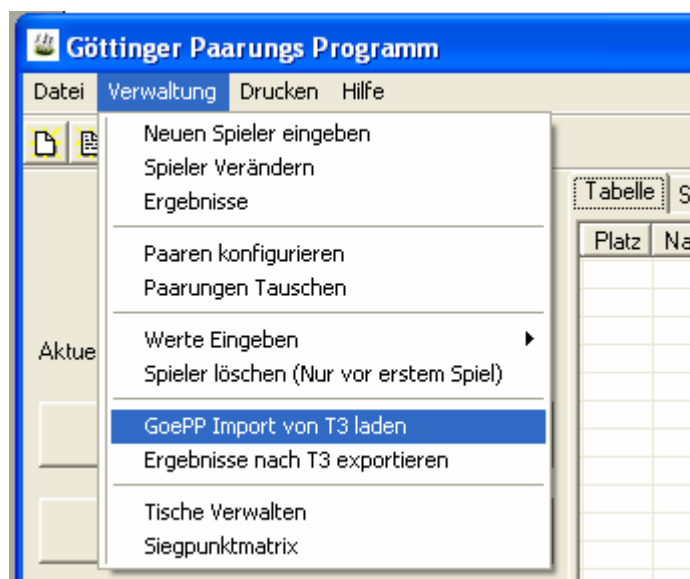 Göttinger Paarungs Programm
Datei Verwaltung Drucken Hilfe
Neuen Spieler eingeben
Spieler Verändern
Ergebnisse
Tabelle S
Platz Na
Paaren konfigurieren
Paarungen Tauschen
Werte Eingeben
Aktue
Spieler löschen (Nur vor erstem Spiel)
GoePP Import von T3 laden
Ergebnisse nach T3 exportieren
Tische Verwalten
Siegpunktmatrix